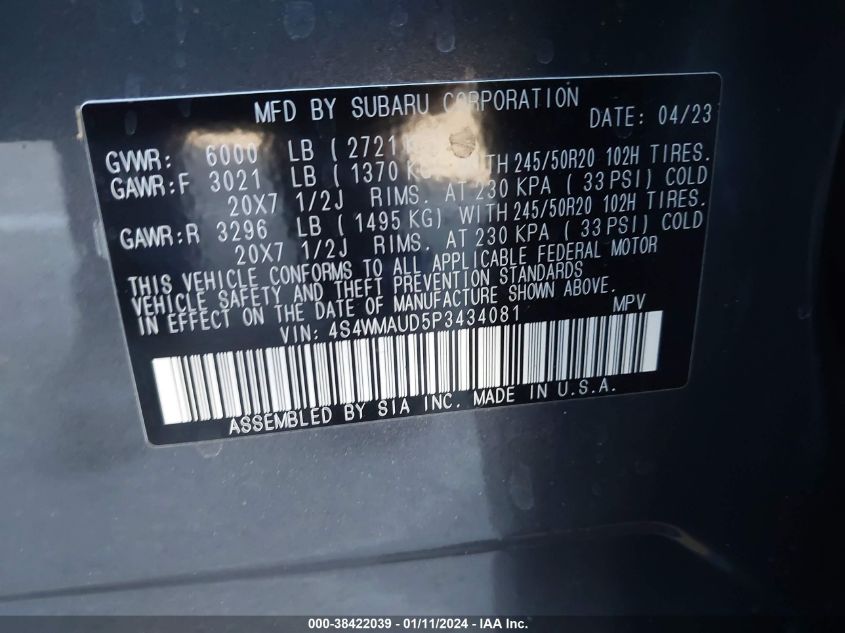 MFD BY SUBARU CORPORATION
DATE: 04/23
GVWR: 6000 LB ( 2721
GAWR:F 3021 LB ( 1370 WITH 245/50R20 102H TIRES.
20X7 1/2J RIMS. AT 230 KPA ( 33 PSI) COLD
GAWR:R 3296 LB ( 1495 KG) WITH 245/50R20 102H TIRES.
20X7 1/2J RIMS. AT 230 KPA ( 33 PSI) COLD
THIS VEHICLE CONFORMS TO ALL APPLICABLE FEDERAL MOTOR
VEHICLE SAFETY AND THEFT PREVENTION STANDARDS
IN EFFECT ON THE DATE OF MANUFACTURE SHOWN ABOVE.
VIN: 4S4WMAUD5P3434081 MPV
ASSEMBLED BY SIA INC. MADE IN U.S.A.
000-38422039 - 01/11/2024 - IAA Inc.